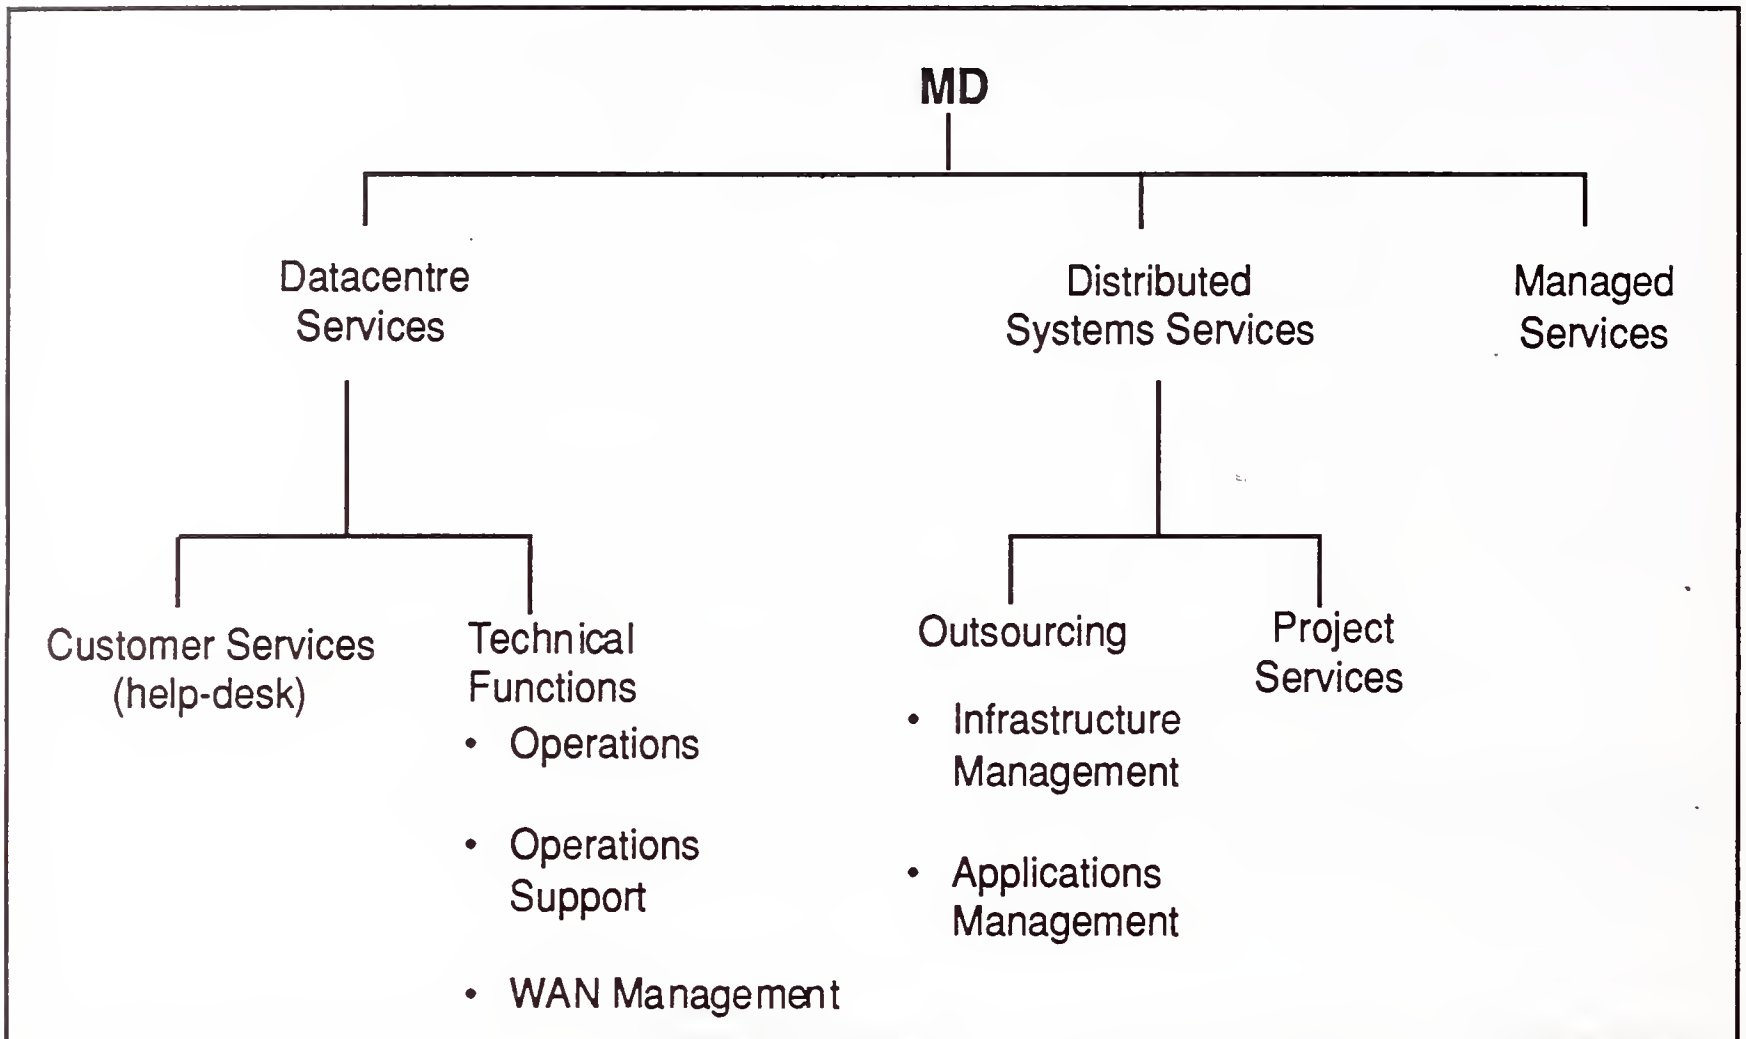 MD
Datacentre
Services
Distributed
Systems Services
Managed
Services
Customer Services
(help-desk)
Technical
Functions
• Operations
• Operations
Support
• WAN Management
Outsourcing
• Infrastructure
Management
• Applications
Management
Project
Services